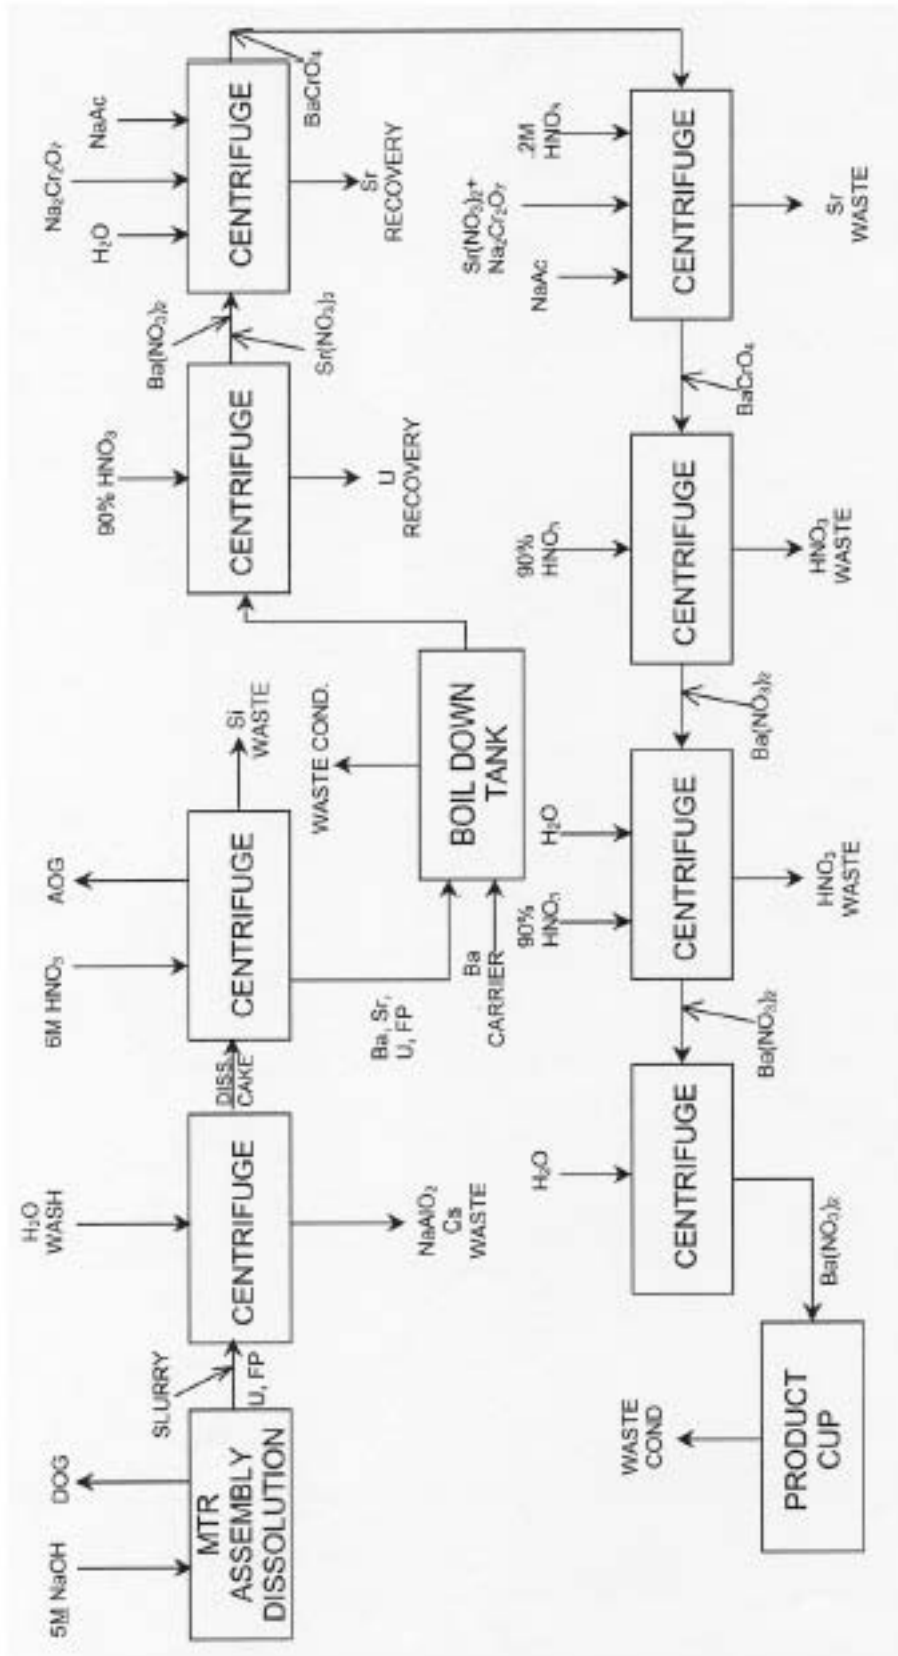 5M NaOH
DOG
MTR
ASSEMBLY
DISSOLUTION
SLURRY
U, FP
H₂O
WASH
CENTRIFUGE
NaAlO₂
Cs
WASTE
DISS.
CAKE
6M HNO₃
AOG
CENTRIFUGE
Si
WASTE
Ba, Sr,
U, FP
Ba
CARRIER
WASTE COND.
BOIL DOWN
TANK
90% HNO₃
CENTRIFUGE
U
RECOVERY
Ba(NO₃)₂
Sr(NO₃)₂
H₂O
Na₂Cr₂O₇
NaAc
CENTRIFUGE
Sr
RECOVERY
BaCrO₄
NaAc
Sr(NO₃)₂+
Na₂Cr₂O₇
.2M
CENTRIFUGE
Sr
WASTE
BaCrO₄
90%
HNO₃
CENTRIFUGE
HNO₃
WASTE
Ba(NO₃)₂
90%
HNO₃
H₂O
CENTRIFUGE
HNO₃
WASTE
Ba(NO₃)₂
H₂O
CENTRIFUGE
Ba(NO₃)₂
WASTE
COND
PRODUCT
CUP